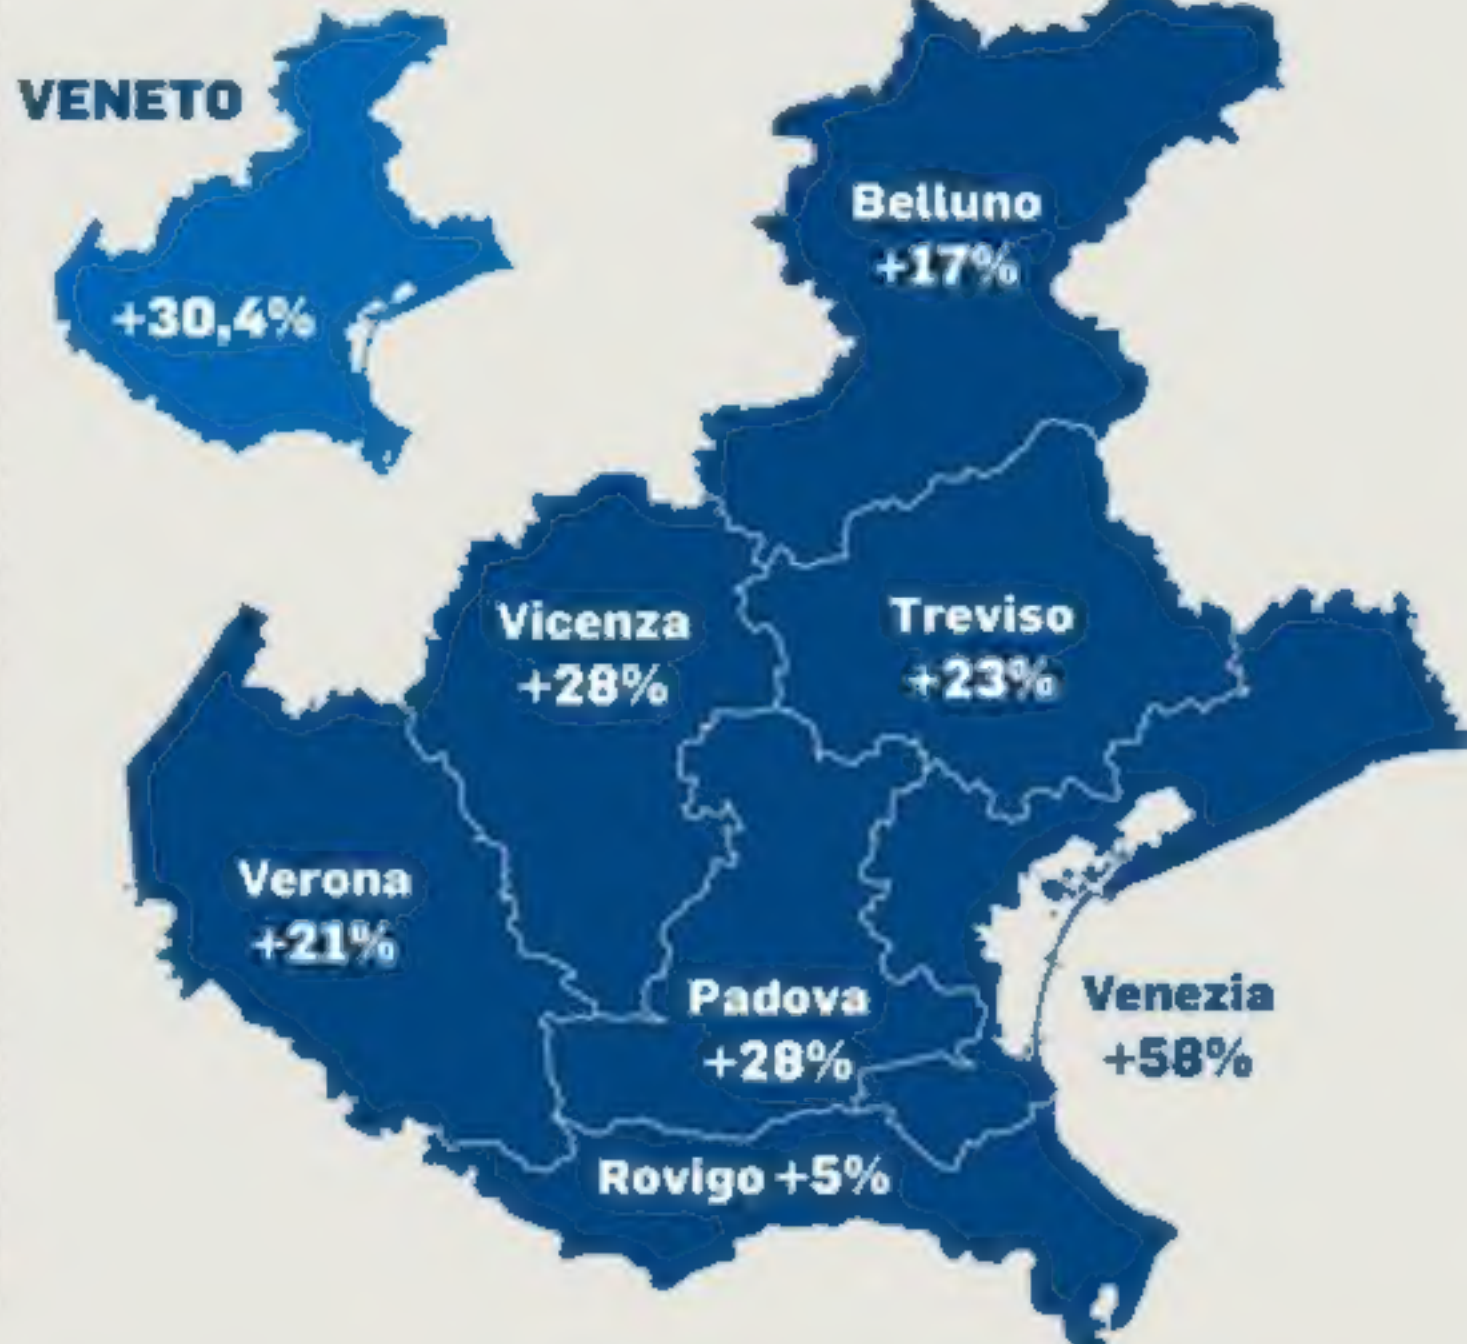 VENETO
+30,4%
Belluno
+17%
Vicenza
+28%
Treviso
+23%
Verona
+21%
Padova
+28%
Venezia
+58%
Rovigo +5%